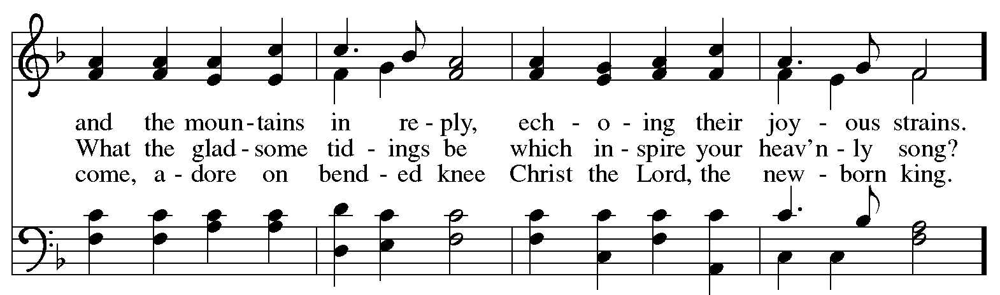 and the moun-tains in re-ply, ech-o-ing their joy-ous strains.
What the glad-some tid-ings be which in-spire your heav'n-ly song?
come, a-dore on bend-ed knee Christ the Lord, the new-born king.